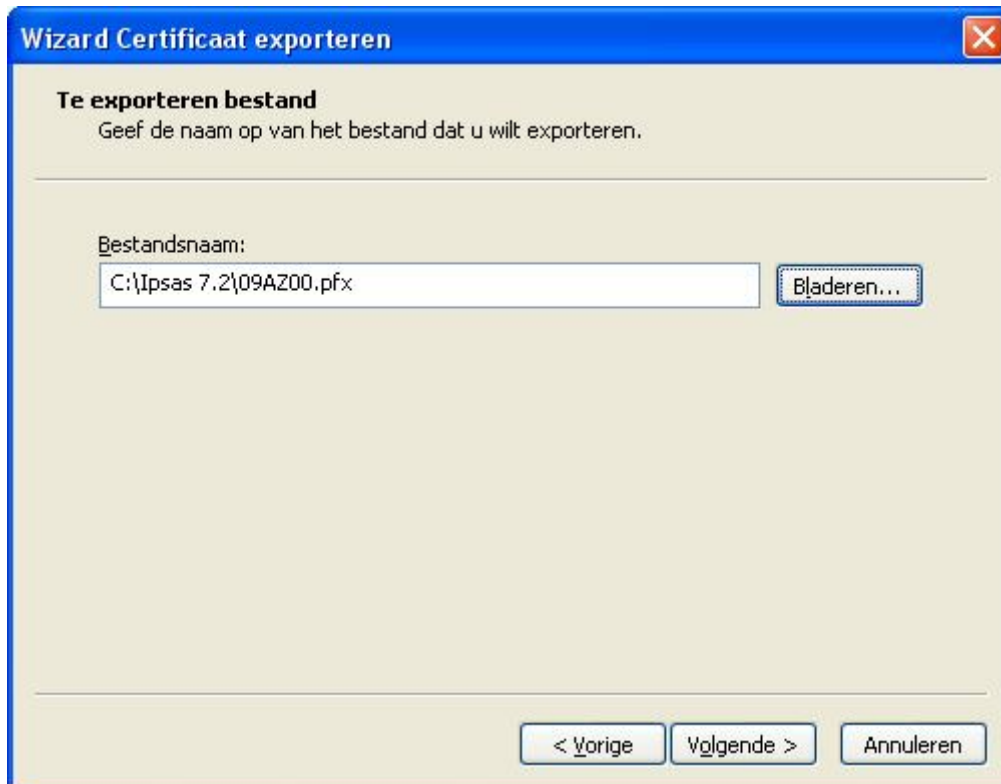 Wizard Certificaat exporteren
Te exporteren bestand
Geef de naam op van het bestand dat u wilt exporteren.
Bestandsnaam:
C:\Ipsas 7.2\09AZ00.pfx
Bladeren...
< Vorige
Volgende >
Annuleren